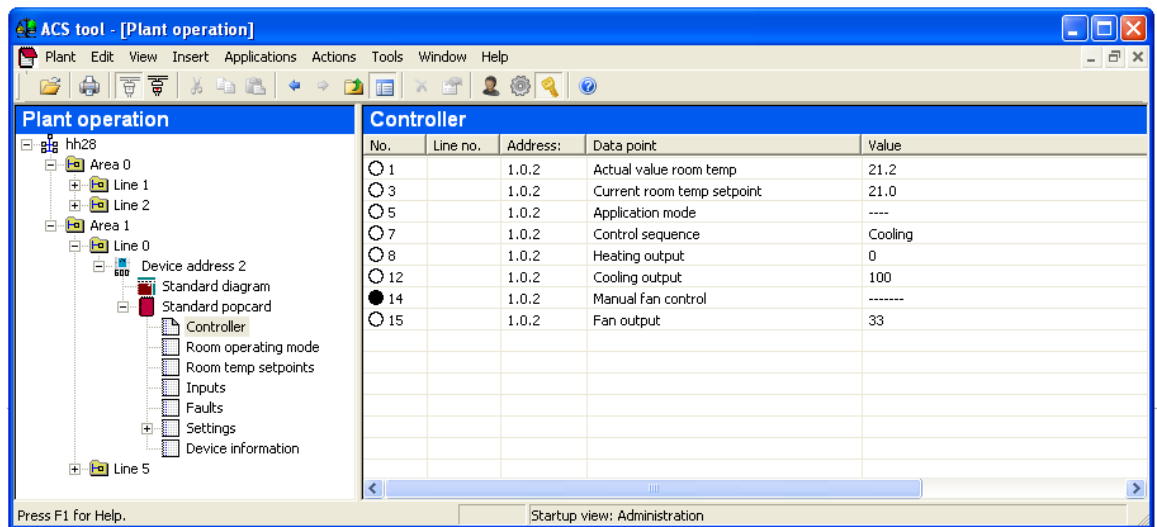 ACS tool - [Plant operation]
Plant Edit View Insert Applications Actions Tools Window Help
Plant operation
hh28
Area 0
Line 1
Line 2
Area 1
Line 0
600
Device address 2
Standard diagram
Standard popcard
Controller
Room operating mode
Room temp setpoints
Inputs
Faults
Settings
Device information
Line 5
Controller
No. Line no. Address: Data point Value
1 1.0.2 Actual value room temp 21.2
3 1.0.2 Current room temp setpoint 21.0
5 1.0.2 Application mode ----
7 1.0.2 Control sequence Cooling
8 1.0.2 Heating output 0
12 1.0.2 Cooling output 100
14 1.0.2 Manual fan control -------
15 1.0.2 Fan output 33
Press F1 for Help. Startup view: Administration